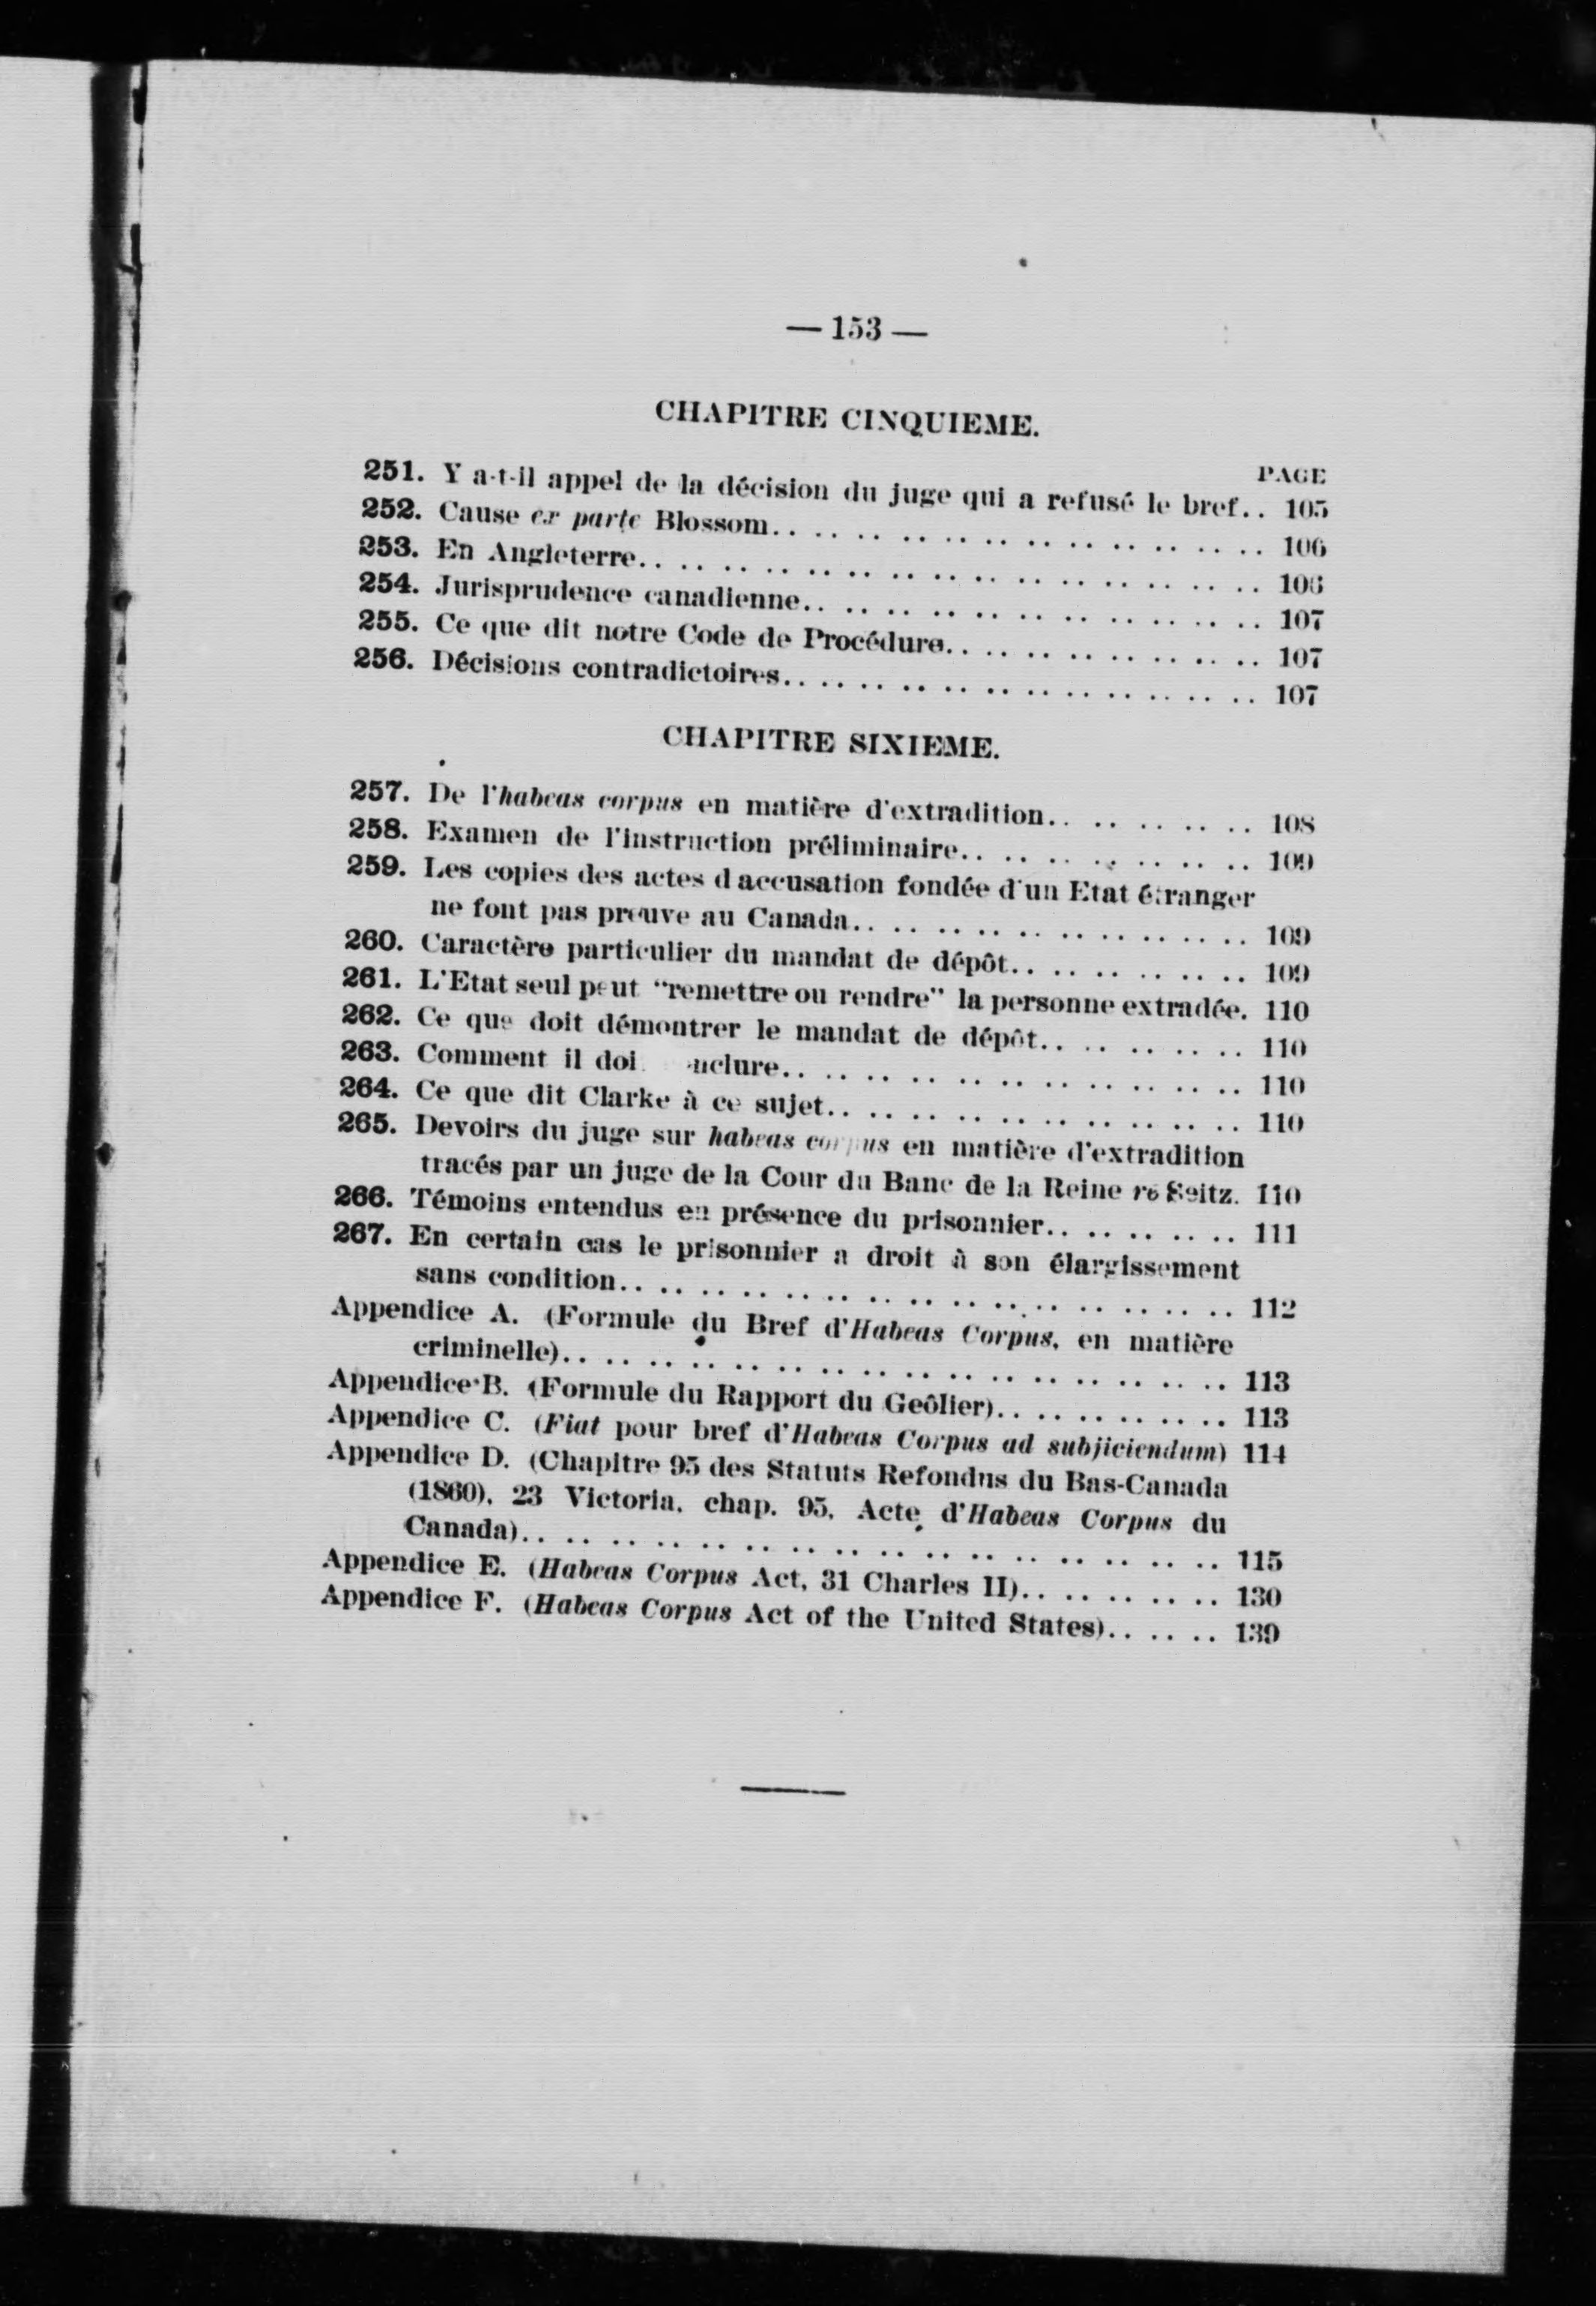 — 153 —
CHAPITRE CINQUIEME.
PAGE
251. Y a-t-il appel de la décision du juge qui a refusé le bref.. 105
252. Cause ex parte Blossom.. .. .. .. .. .. .. .. .. .. .. .. 106
253. En Angleterre.. .. .. .. .. .. .. .. .. .. .. .. .. .. .. 106
254. Jurisprudence canadienne.. .. .. .. .. .. .. .. .. .. .. 107
255. Ce que dit notre Code de Procédure.. .. .. .. .. .. .. .. 107
256. Décisions contradictoires.. .. .. .. .. .. .. .. .. .. .. .. 107
CHAPITRE SIXIEME.
257. De l'habeas corpus en matière d'extradition.. .. .. .. .. 108
258. Examen de l'instruction préliminaire.. .. .. .. .. .. .. 109
259. Les copies des actes d accusation fondée d'un Etat étranger
ne font pas preuve au Canada.. .. .. .. .. .. .. .. .. .. 109
260. Caractère particulier du mandat de dépôt.. .. .. .. .. .. 109
261. L'Etat seul peut "remettre ou rendre" la personne extradée. 110
262. Ce que doit démontrer le mandat de dépôt.. .. .. .. .. 110
263. Comment il doi nclure.. .. .. .. .. .. .. .. .. .. .. 110
264. Ce que dit Clarke à ce sujet.. .. .. .. .. .. .. .. .. .. 110
265. Devoirs du juge sur habeas corpus en matière d'extradition
tracés par un juge de la Cour du Banc de la Reine re Seitz. 110
266. Témoins entendus en présence du prisonnier.. .. .. .. .. 111
267. En certain cas le prisonnier a droit à son élargissement
sans condition.. .. .. .. .. .. .. .. .. .. .. .. .. .. .. 112
Appendice A. (Formule du Bref d'Habeas Corpus, en matière
criminelle).. .. .. .. .. .. .. .. .. .. .. .. .. .. .. .. 113
Appendice B. (Formule du Rapport du Geôlier).. .. .. .. .. .. 113
Appendice C. (Fiat pour bref d'Habeas Corpus ad subjiciendum) 114
Appendice D. (Chapitre 95 des Statuts Refondus du Bas-Canada
(1860), 23 Victoria, chap. 95, Acte d'Habeas Corpus du
Canada).. .. .. .. .. .. .. .. .. .. .. .. .. .. .. .. 115
Appendice E. (Habeas Corpus Act, 31 Charles II).. .. .. .. .. 130
Appendice F. (Habeas Corpus Act of the United States).. .. .. 139